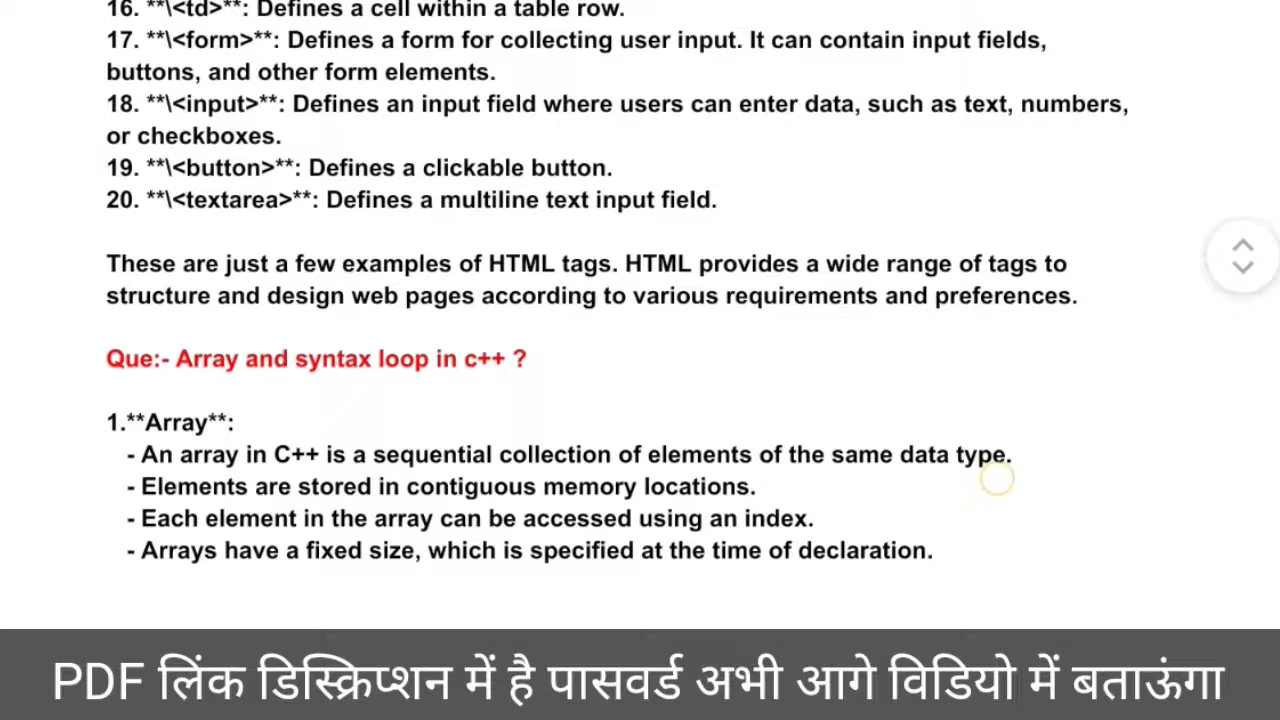 16. **\<td>**: Defines a cell within a table row.
17. **\<form>**: Defines a form for collecting user input. It can contain input fields,
buttons, and other form elements.
18. **\<input>**: Defines an input field where users can enter data, such as text, numbers,
or checkboxes.
19. **\<button>**: Defines a clickable button.
20. **\<textarea>**: Defines a multiline text input field.
These are just a few examples of HTML tags. HTML provides a wide range of tags to
structure and design web pages according to various requirements and preferences.
Que:- Array and syntax loop in c++ ?
1.**Array**:
- An array in C++ is a sequential collection of elements of the same data type.
- Elements are stored in contiguous memory locations.
- Each element in the array can be accessed using an index.
- Arrays have a fixed size, which is specified at the time of declaration.
PDF लिंक डिस्क्रिप्शन में है पासवर्ड अभी आगे विडियो में बताऊंगा